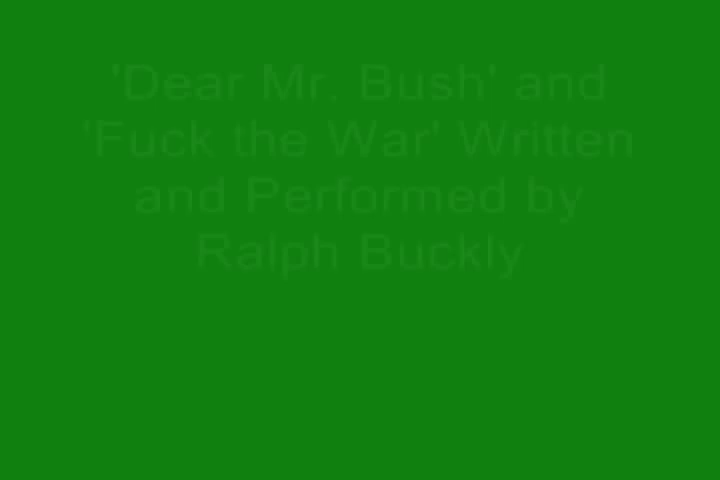 'Dear Mr. Bush' and
'Fuck the War' Written
and Performed by
Ralph Buckly